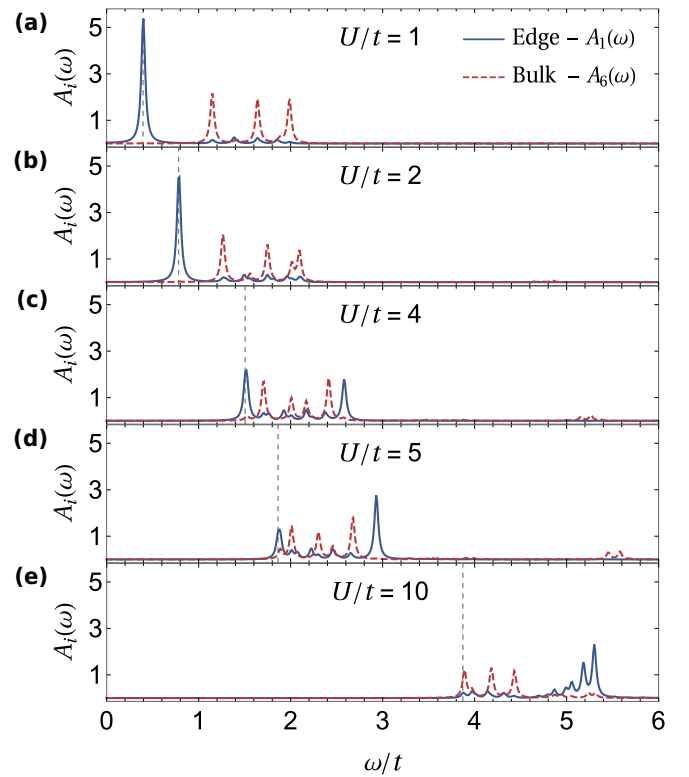 (a)
U/t = 1
Edge – A₁(ω)
Bulk – A₆(ω)
Aᵢ(ω)
5
3
1
(b)
U/t = 2
Aᵢ(ω)
5
3
1
(c)
U/t = 4
Aᵢ(ω)
5
3
1
(d)
U/t = 5
Aᵢ(ω)
5
3
1
(e)
U/t = 10
Aᵢ(ω)
5
3
1
0 1 2 3 4 5 6
ω/t